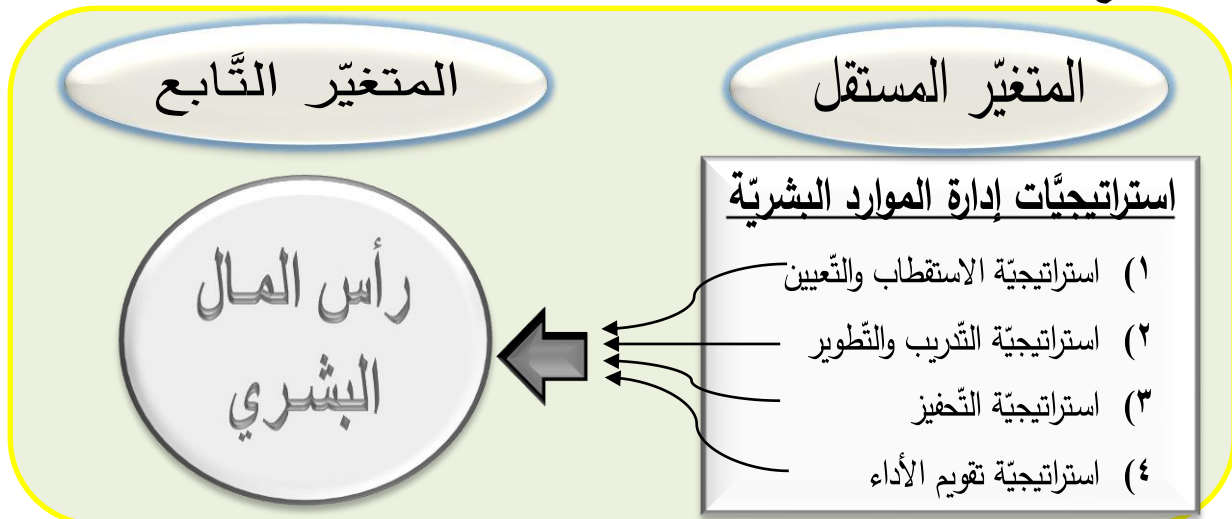 المتغيّر المستقل
المتغيّر التَّابع
استراتيجيَّات إدارة الموارد البشريّة
١) استراتيجيّة الاستقطاب والتّعيين
٢) استراتيجيّة التّدريب والتّطوير
٣) استراتيجيّة التّحفيز
٤) استراتيجيّة تقويم الأداء
رأس المال
البشري